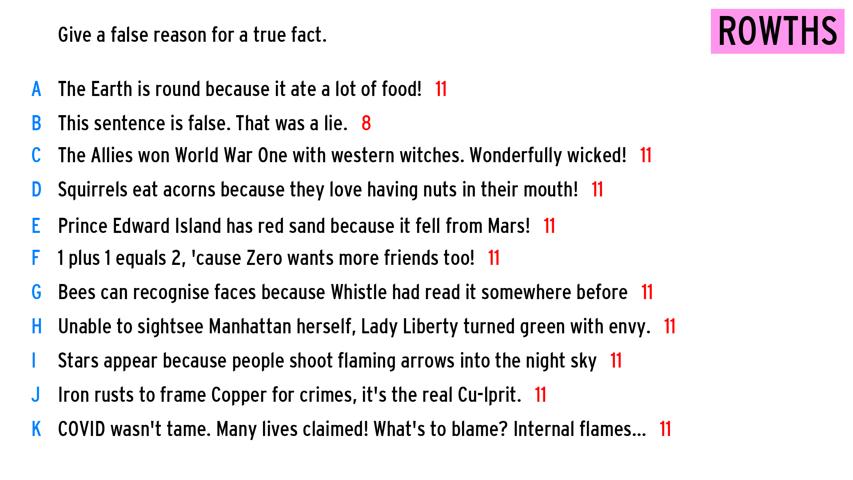 Give a false reason for a true fact.
ROWTHS
A The Earth is round because it ate a lot of food! 11
B This sentence is false. That was a lie. 8
C The Allies won World War One with western witches. Wonderfully wicked! 11
D Squirrels eat acorns because they love having nuts in their mouth! 11
E Prince Edward Island has red sand because it fell from Mars! 11
F 1 plus 1 equals 2, 'cause Zero wants more friends too! 11
G Bees can recognise faces because Whistle had read it somewhere before 11
H Unable to sightsee Manhattan herself, Lady Liberty turned green with envy. 11
I Stars appear because people shoot flaming arrows into the night sky 11
J Iron rusts to frame Copper for crimes, it's the real Cu-lprit. 11
K COVID wasn't tame. Many lives claimed! What's to blame? Internal flames... 11